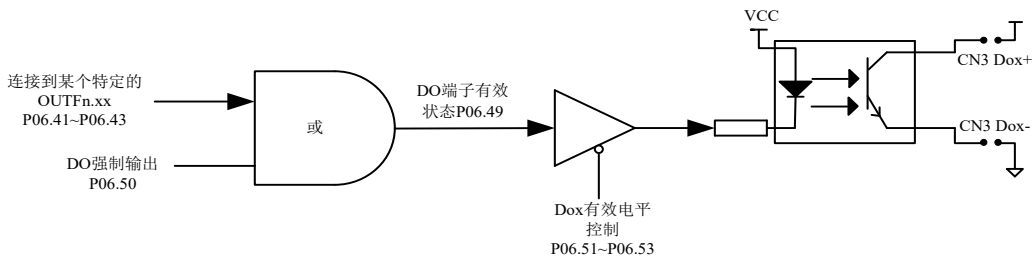 连接到某个特定的
OUTFn.xx
P06.41~P06.43
DO强制输出
P06.50
或
DO端子有效
状态P06.49
Dox有效电平
控制
P06.51~P06.53
VCC
CN3 Dox+
CN3 Dox-